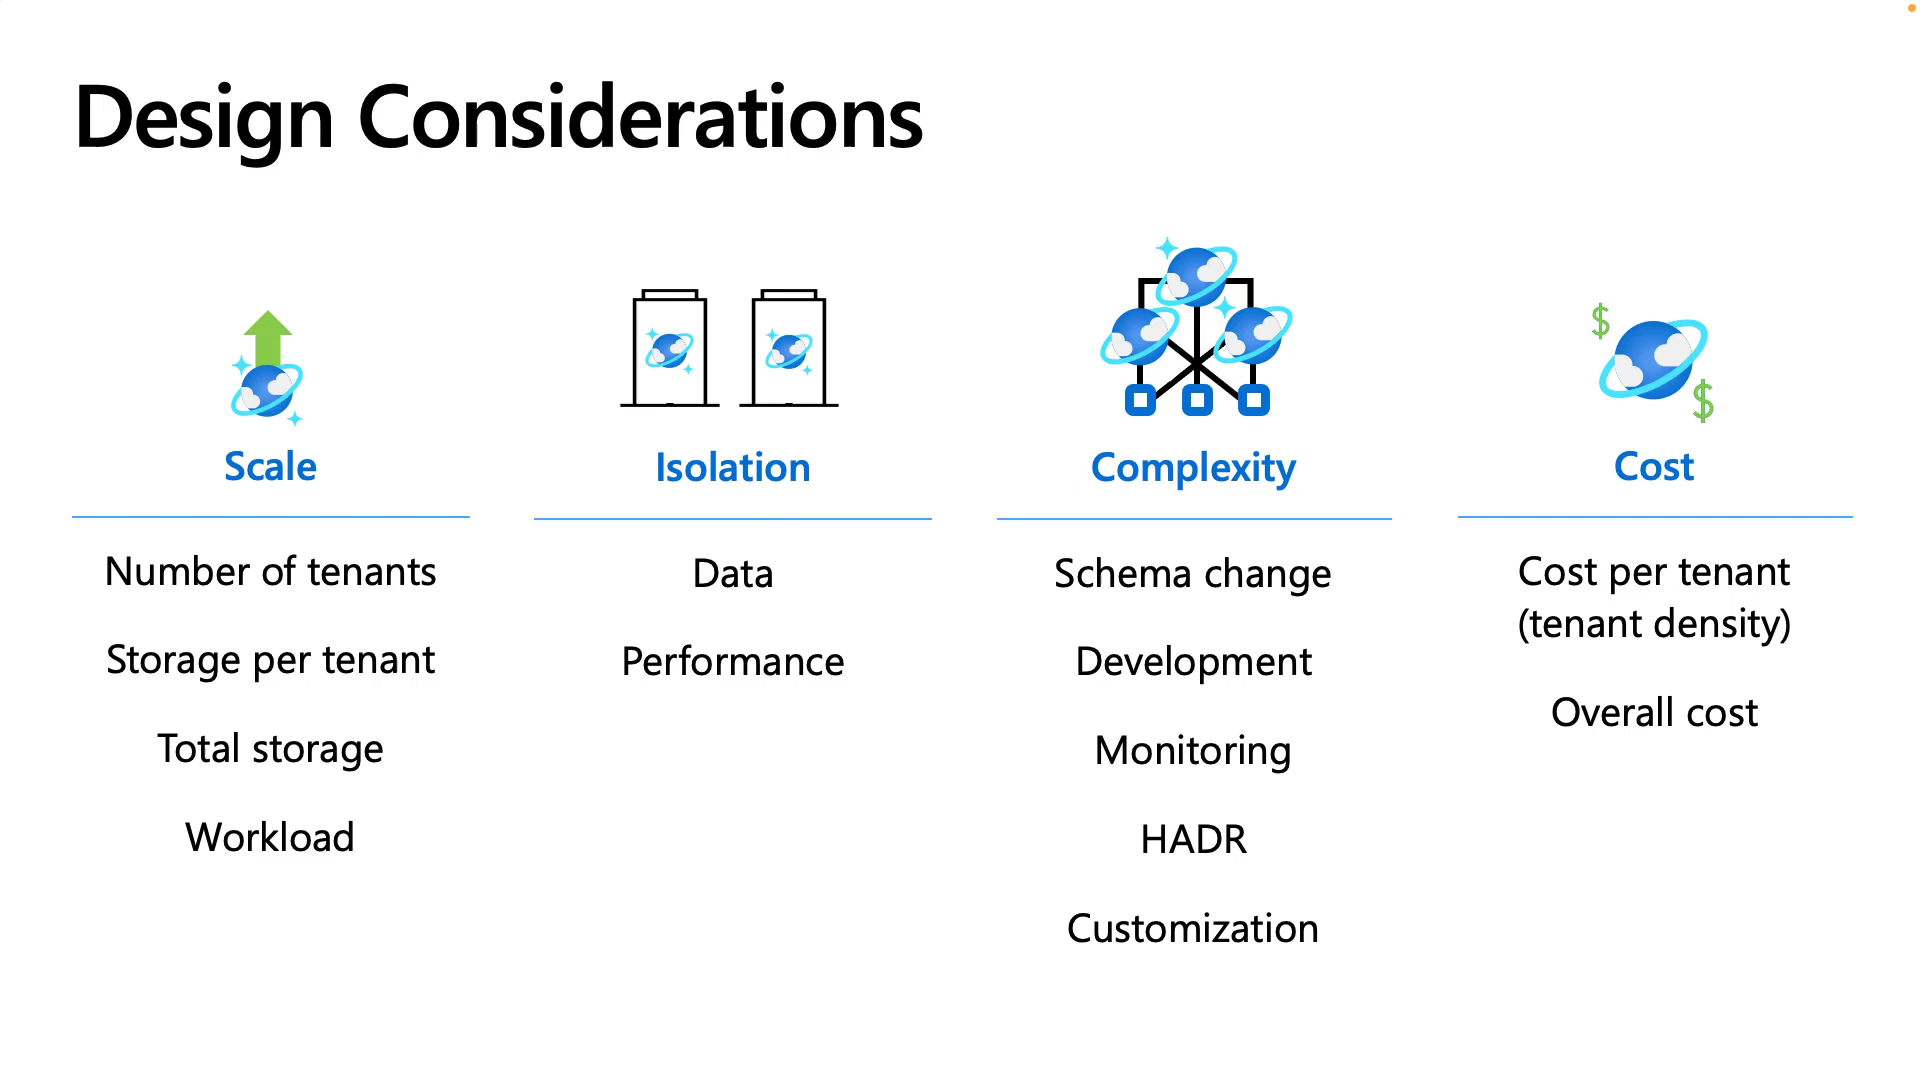 Design Considerations
$
$
Scale
Number of tenants
Storage per tenant
Total storage
Workload
Isolation
Data
Performance
Complexity
Schema change
Development
Monitoring
HADR
Customization
Cost
Cost per tenant
(tenant density)
Overall cost